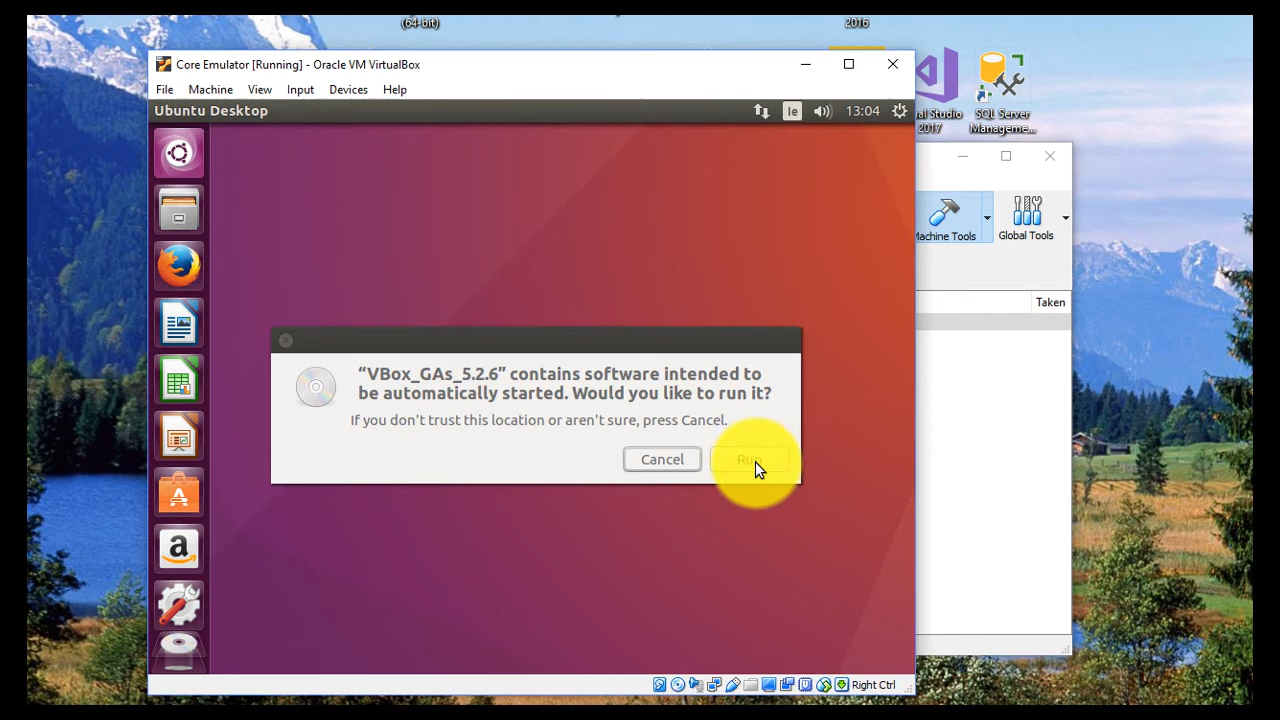 (64-bit)
2016
Core Emulator [Running] - Oracle VM VirtualBox
File Machine View Input Devices Help
Ubuntu Desktop
le
13:04
ual Studio
2017
SQL Server
Manageme...
Machine Tools
Global Tools
Taken
“VBox_GAs_5.2.6” contains software intended to
be automatically started. Would you like to run it?
If you don't trust this location or aren't sure, press Cancel.
Cancel
Run
Right Ctrl